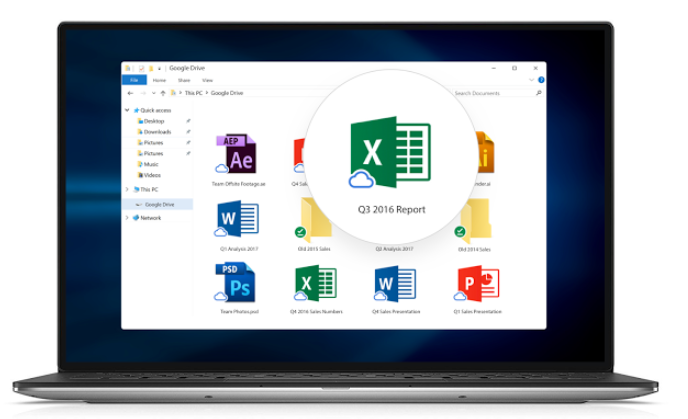 Google Drive
File Home Share View
This PC > Google Drive
Search Documents
Quick access
Desktop
Downloads
Pictures
Pictures
Music
Videos
This PC
Google Drive
Network
AEP
Ae
Team Offsite Footage.ae
Q4 Sal
X
Q3 2016 Report
Ai
nder.ai
W
Q1 Analysis 2017
Old 2015 Sales
Q2 Analysis 2017
Old 2014 Sales
PSD
Ps
Team Photos.psd
X
Q4 2016 Sales Numbers
W
Q4 Sales Presentation
P
Q1 Sales Presentation